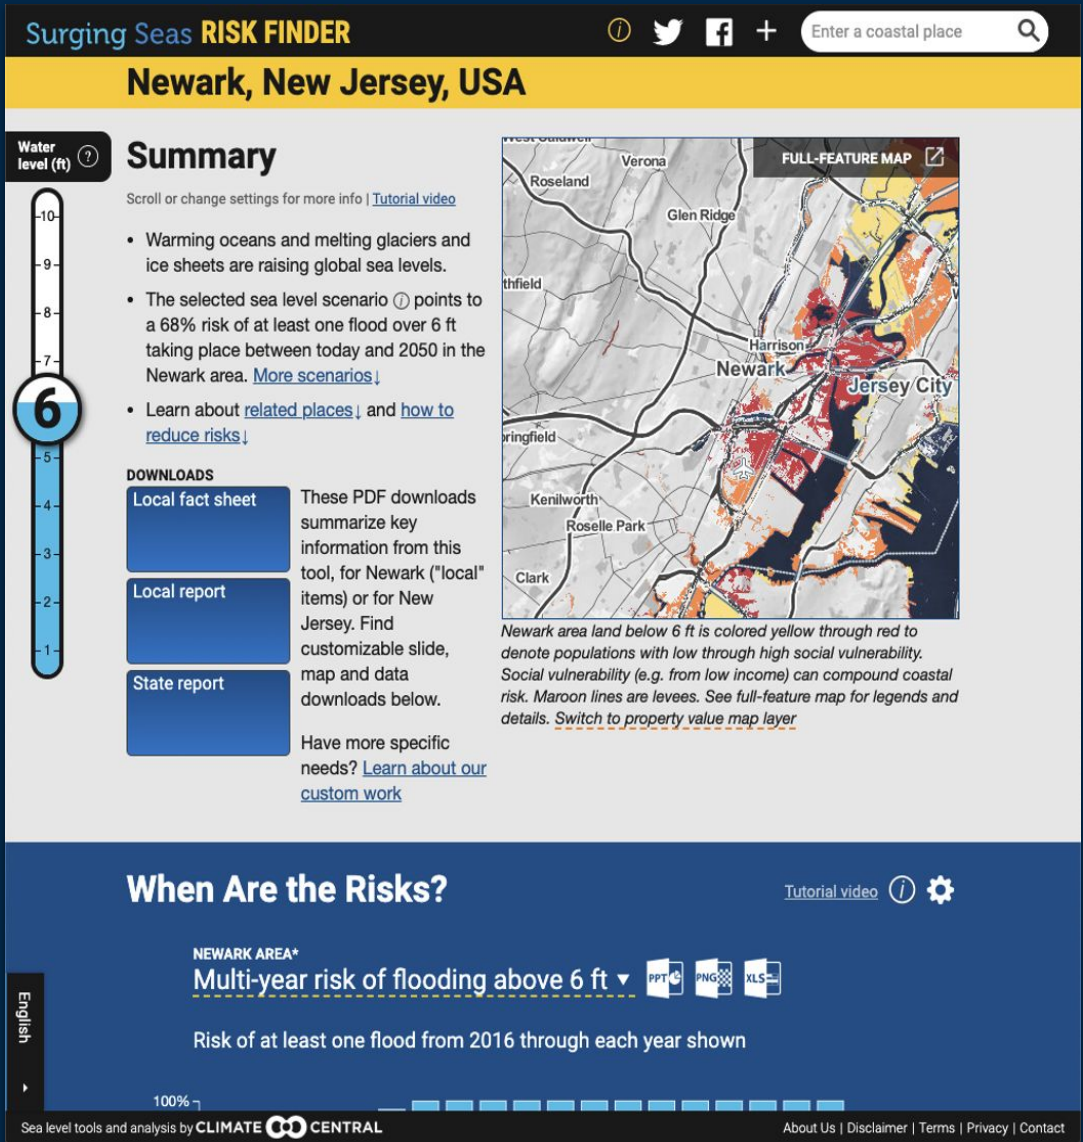 Surging Seas RISK FINDER
Enter a coastal place
Newark, New Jersey, USA
Water
level (ft) ?
10
9
8
7
6
5
4
3
2
1
Summary
Scroll or change settings for more info | Tutorial video
• Warming oceans and melting glaciers and
ice sheets are raising global sea levels.
• The selected sea level scenario ⓘ points to
a 68% risk of at least one flood over 6 ft
taking place between today and 2050 in the
Newark area. More scenarios↓
• Learn about related places↓ and how to
reduce risks↓
DOWNLOADS
Local fact sheet
Local report
State report
These PDF downloads
summarize key
information from this
tool, for Newark ("local"
items) or for New
Jersey. Find
customizable slide,
map and data
downloads below.
Have more specific
needs? Learn about our
custom work
FULL-FEATURE MAP
West Caldwell
Verona
Roseland
Glen Ridge
thfield
Harrison
Newark
Jersey City
pringfield
Kenilworth
Roselle Park
Clark
Newark area land below 6 ft is colored yellow through red to
denote populations with low through high social vulnerability.
Social vulnerability (e.g. from low income) can compound coastal
risk. Maroon lines are levees. See full-feature map for legends and
details. Switch to property value map layer
When Are the Risks?
Tutorial video
NEWARK AREA*
Multi-year risk of flooding above 6 ft ▾
PPT
PNG
XLS
Risk of at least one flood from 2016 through each year shown
100%
English
Sea level tools and analysis by CLIMATE CENTRAL
About Us | Disclaimer | Terms | Privacy | Contact